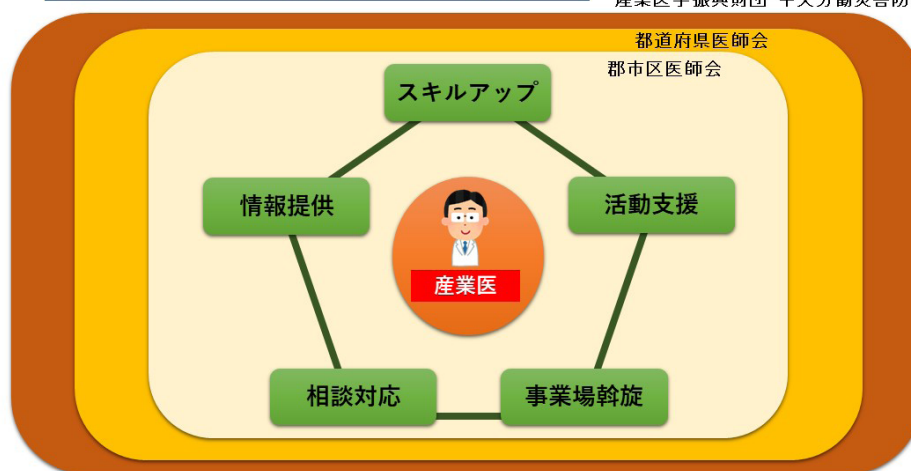 都道府県医師会
郡市区医師会
スキルアップ
情報提供
活動支援
産業医
相談対応
事業場斡旋